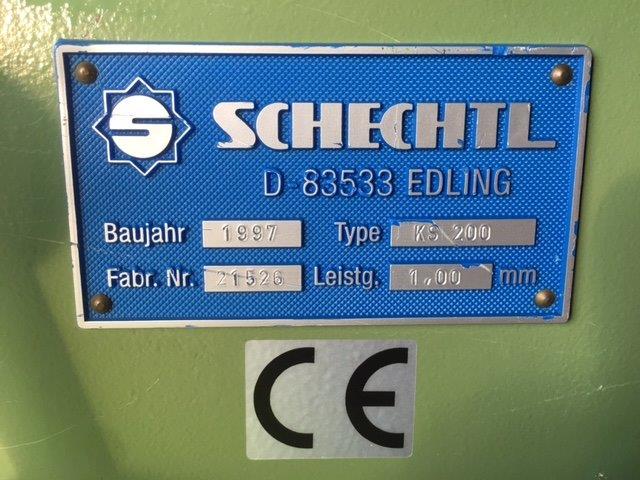 S SCHECHTL
D 83533 EDLING
Baujahr 1997 Type KS 200
Fabr. Nr. 21526 Leistg. 1,00 mm
CE